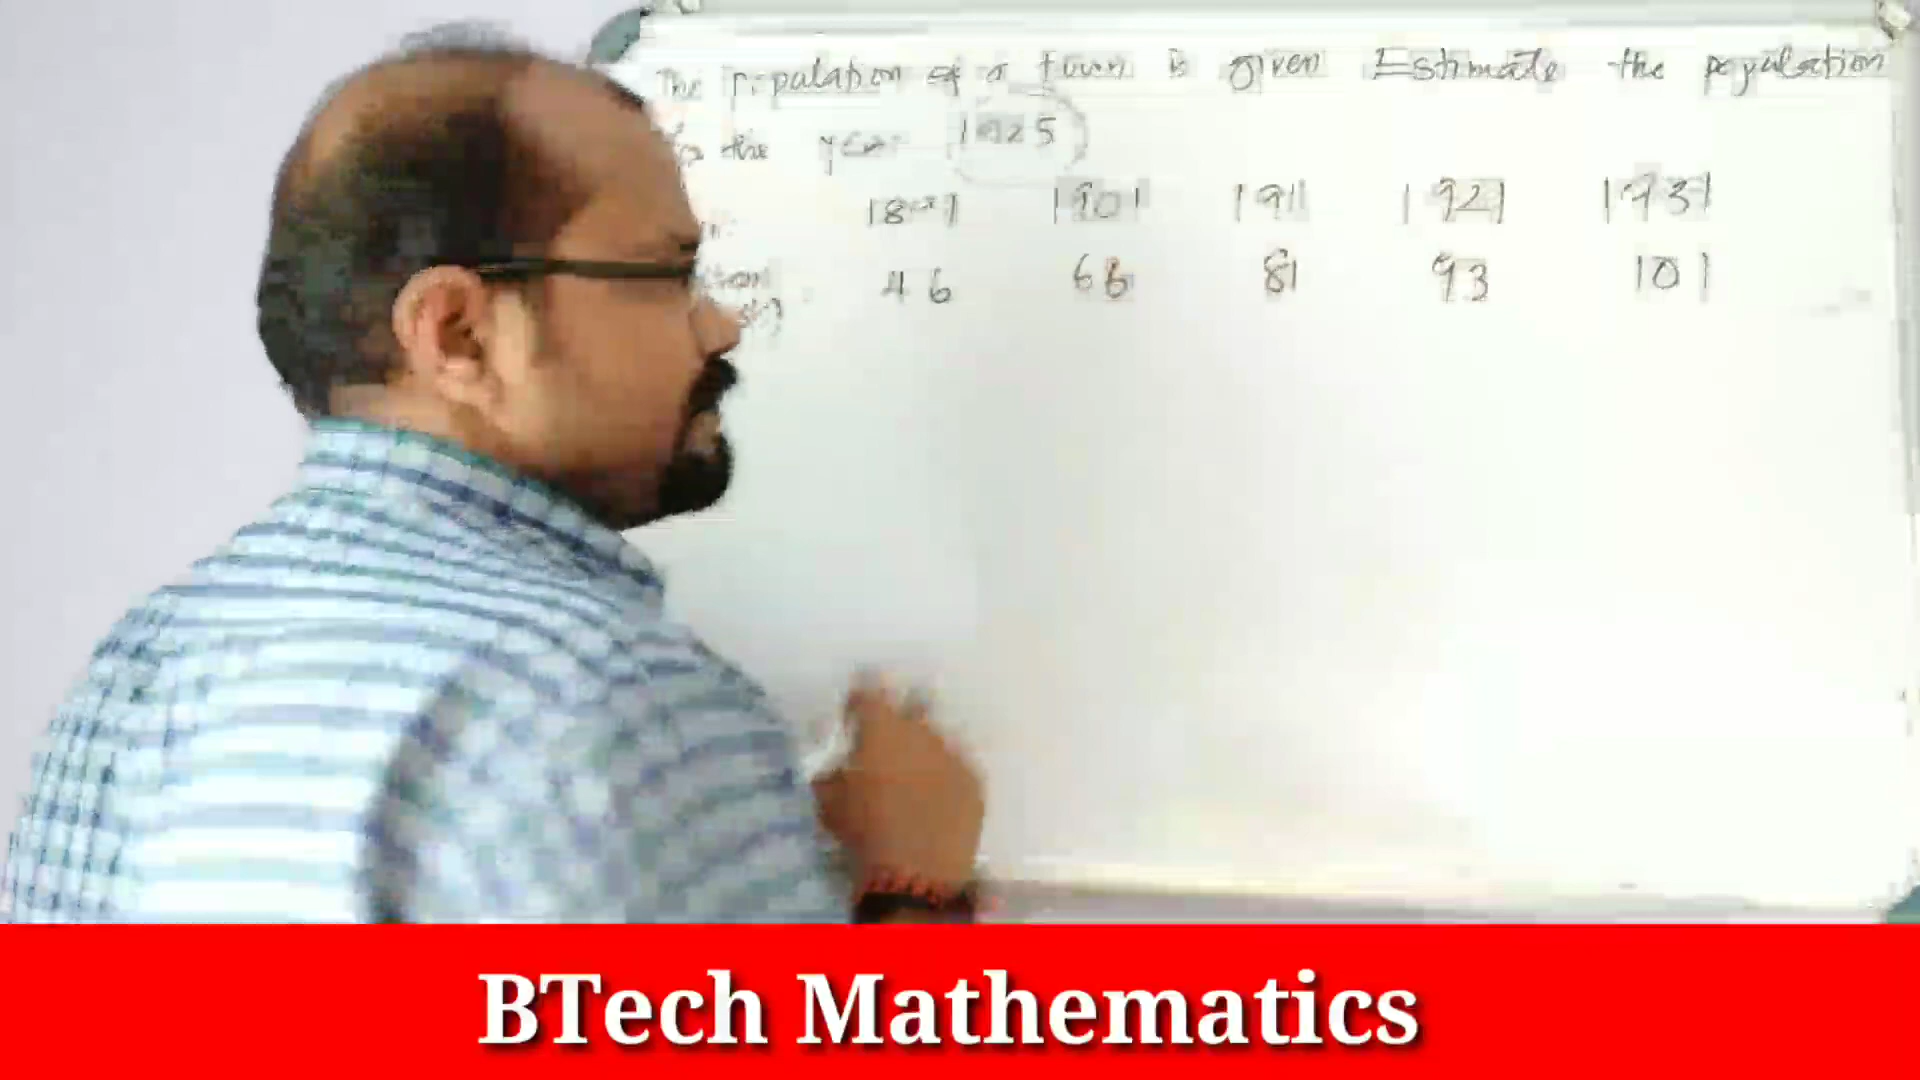 The population of a town is given Estimate the population
for the year 1925
1891 1901 1911 1921 1931
46 66 81 93 101
BTech Mathematics